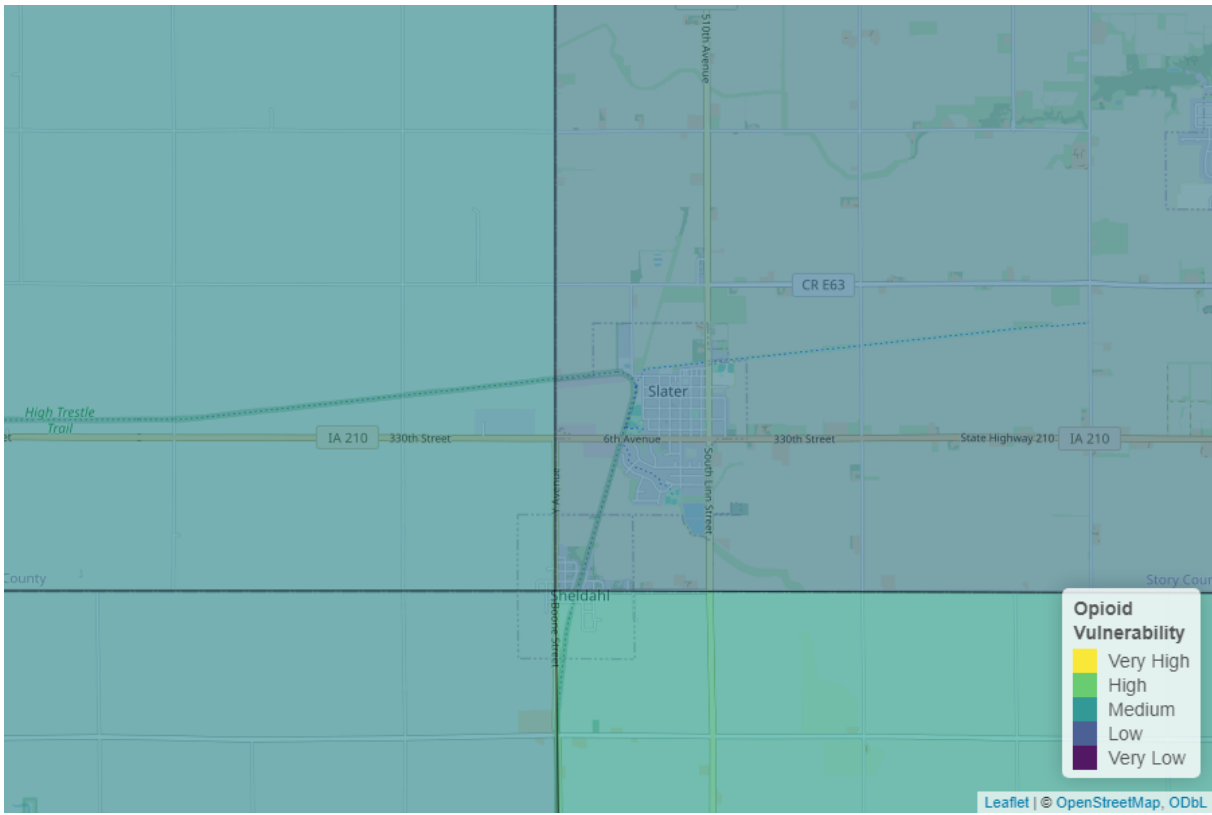 510th Avenue
CR E63
Slater
High Trestle
Trail
IA 210
330th Street
6th Avenue
330th Street
State Highway 210
IA 210
South Linn Street
Y Avenue
County
Story Coun
Sheldahl
Boone Street
Opioid
Vulnerability
Very High
High
Medium
Low
Very Low
Leaflet | © OpenStreetMap, ODbL